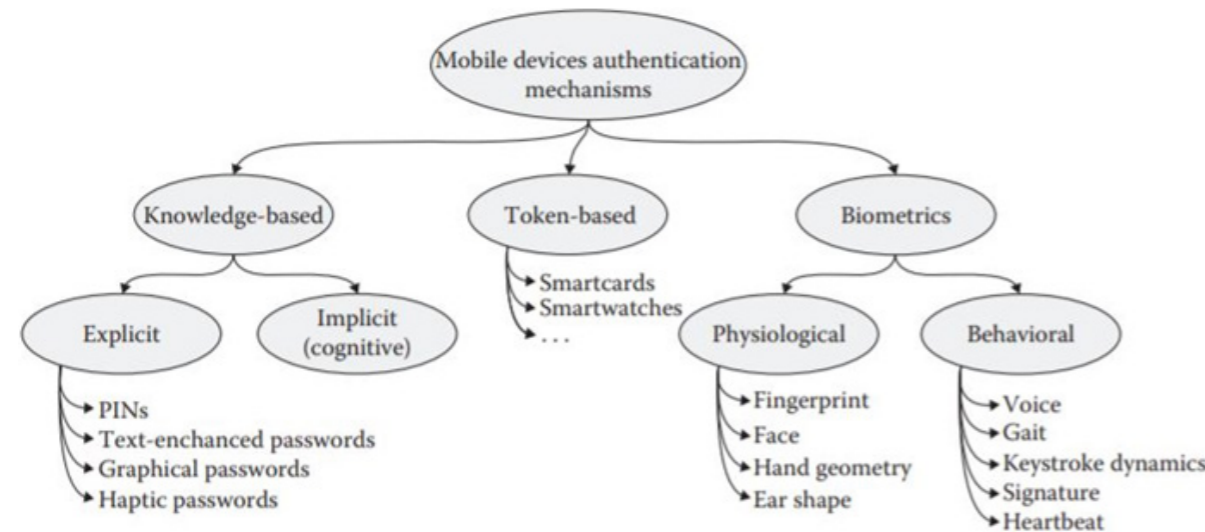 Mobile devices authentication
mechanisms
Knowledge-based
Token-based
Biometrics
Explicit
Implicit
(cognitive)
Smartcards
Smartwatches
...
Physiological
Behavioral
PINs
Text-enchanced passwords
Graphical passwords
Haptic passwords
Fingerprint
Face
Hand geometry
Ear shape
Voice
Gait
Keystroke dynamics
Signature
Heartbeat